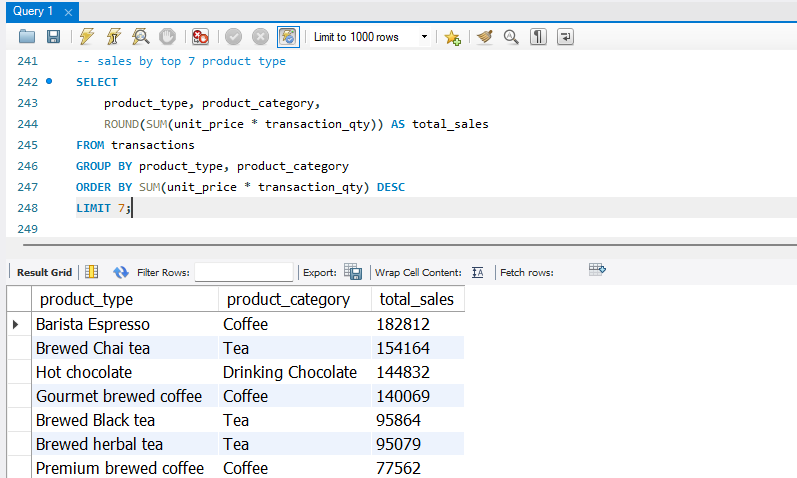 Query 1
Limit to 1000 rows
241 -- sales by top 7 product type
242 SELECT
243 product_type, product_category,
244 ROUND(SUM(unit_price * transaction_qty)) AS total_sales
245 FROM transactions
246 GROUP BY product_type, product_category
247 ORDER BY SUM(unit_price * transaction_qty) DESC
248 LIMIT 7;
249
Result Grid Filter Rows: Export: Wrap Cell Content: IA Fetch rows:
product_type product_category total_sales
Barista Espresso Coffee 182812
Brewed Chai tea Tea 154164
Hot chocolate Drinking Chocolate 144832
Gourmet brewed coffee Coffee 140069
Brewed Black tea Tea 95864
Brewed herbal tea Tea 95079
Premium brewed coffee Coffee 77562